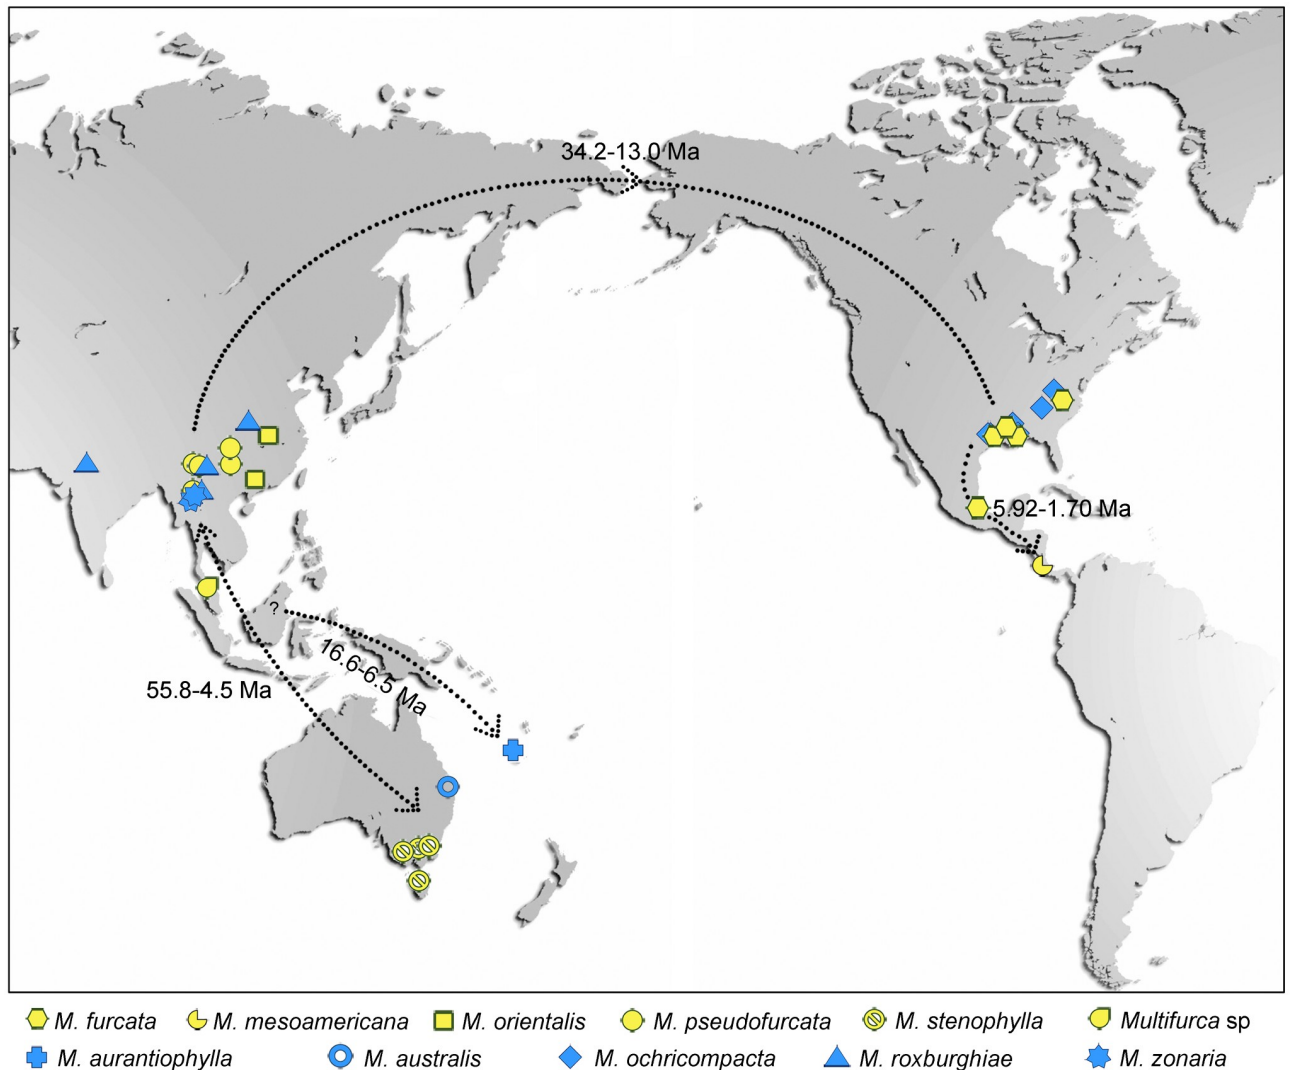 34.2-13.0 Ma
5.92-1.70 Ma
?
16.6-6.5 Ma
55.8-4.5 Ma
M. furcata M. mesoamericana M. orientalis M. pseudofurcata M. stenophylla Multifurca sp
M. aurantiophylla M. australis M. ochricompacta M. roxburghiae M. zonaria